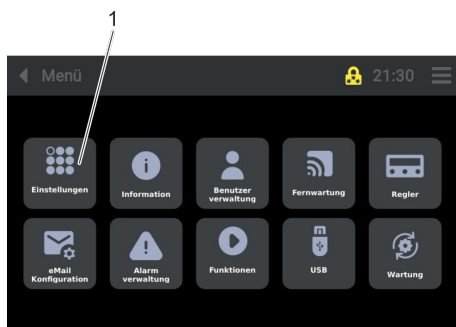 1
Menü
21:30
Einstellungen
Information
Benutzer
verwaltung
Fernwartung
Regler
eMail
Konfiguration
Alarm
verwaltung
Funktionen
USB
Wartung